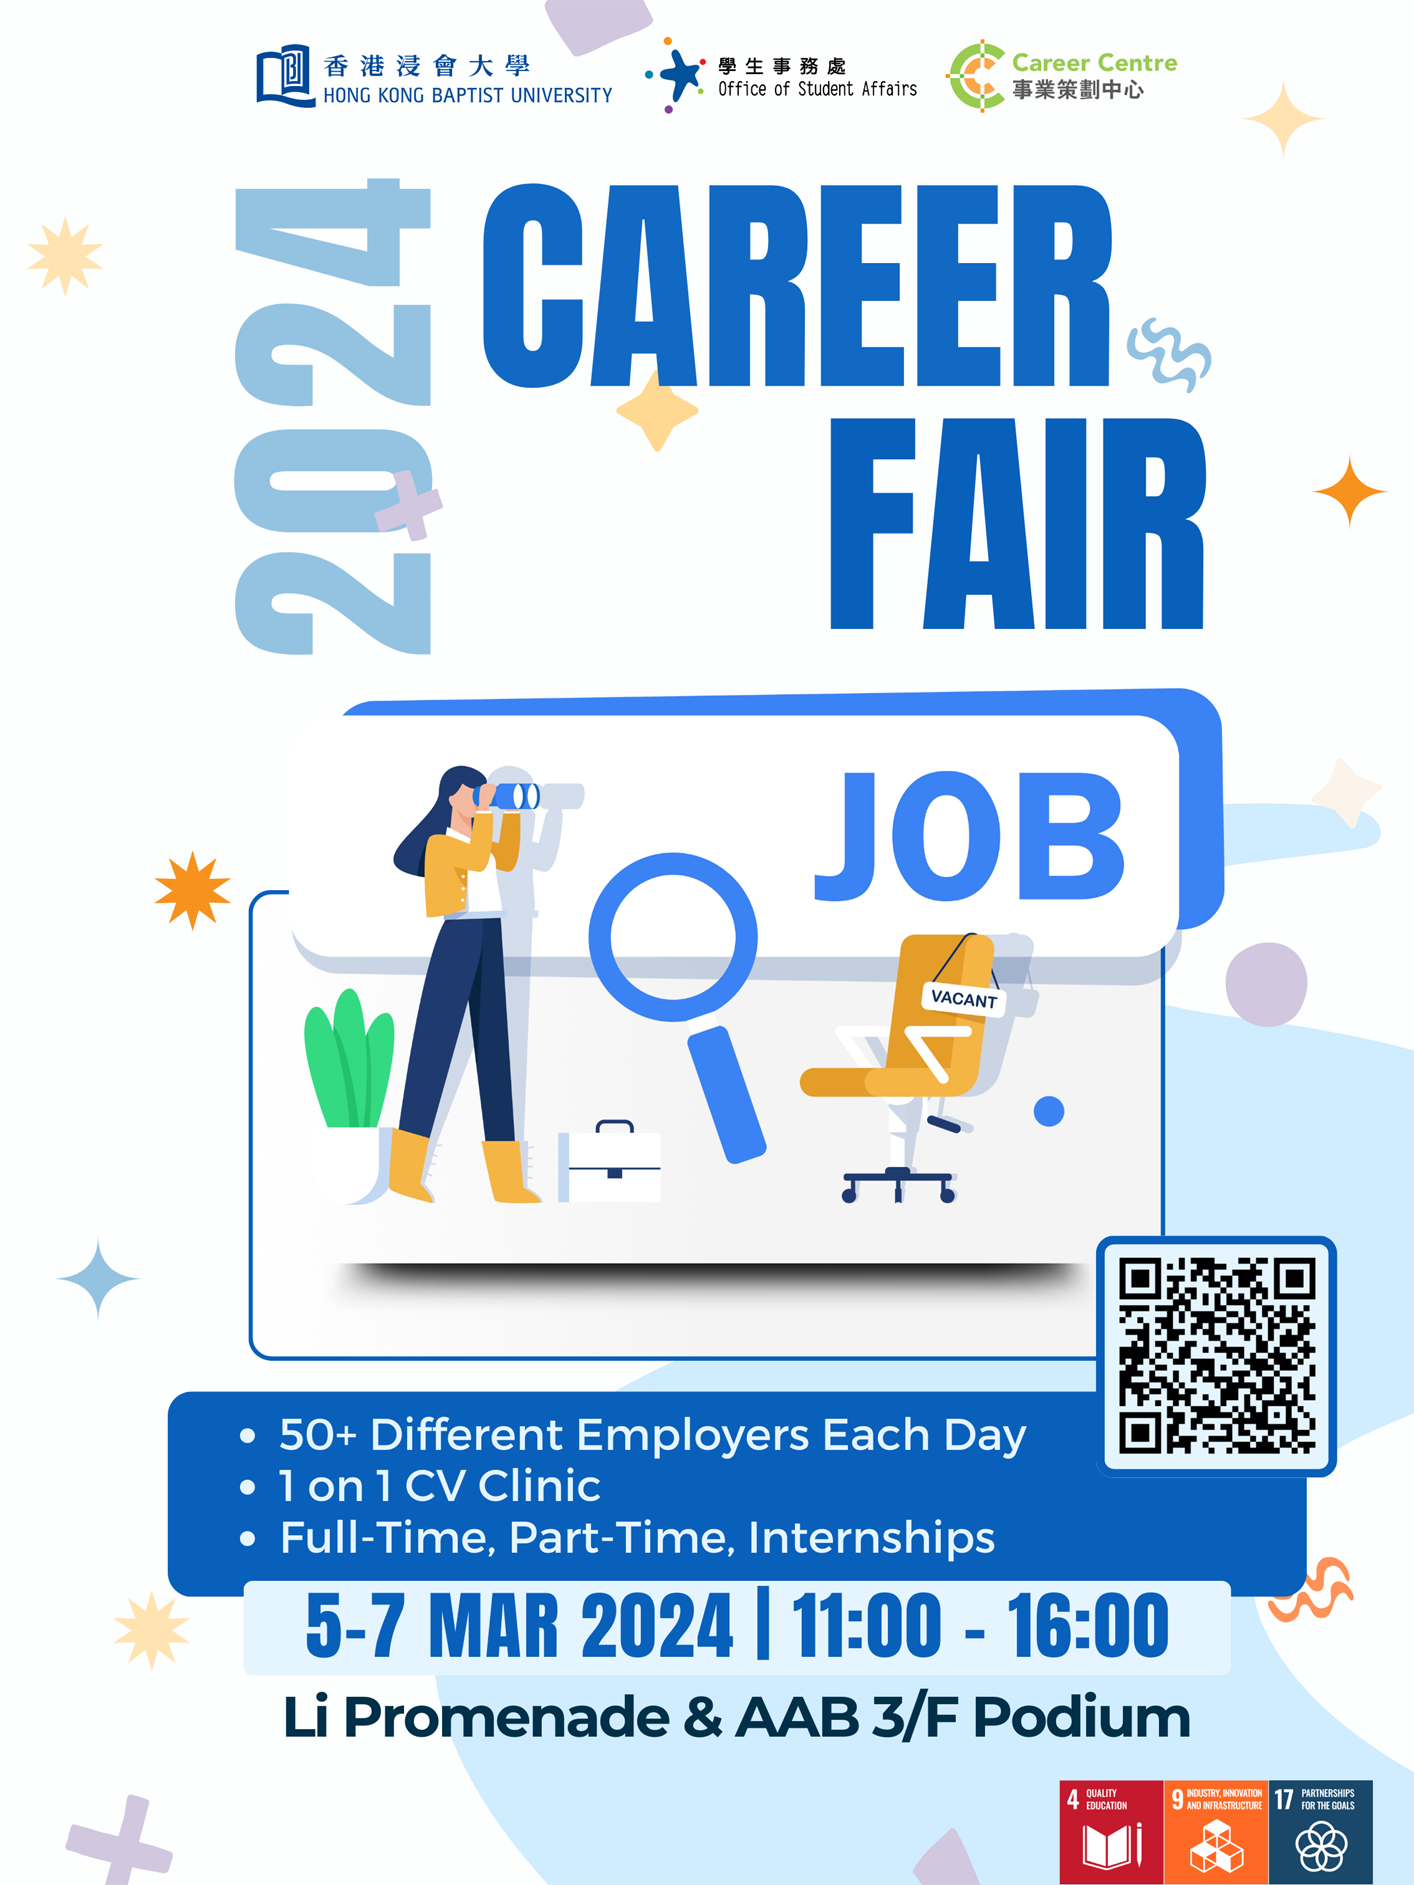 香港浸會大學
HONG KONG BAPTIST UNIVERSITY
學生事務處
Office of Student Affairs
Career Centre
事業策劃中心
2024
CAREER
FAIR
JOB
VACANT
• 50+ Different Employers Each Day
• 1 on 1 CV Clinic
• Full-Time, Part-Time, Internships
5-7 MAR 2024 | 11:00 - 16:00
Li Promenade & AAB 3/F Podium
4 QUALITY
EDUCATION
9 INDUSTRY, INNOVATION
AND INFRASTRUCTURE
17 PARTNERSHIPS
FOR THE GOALS